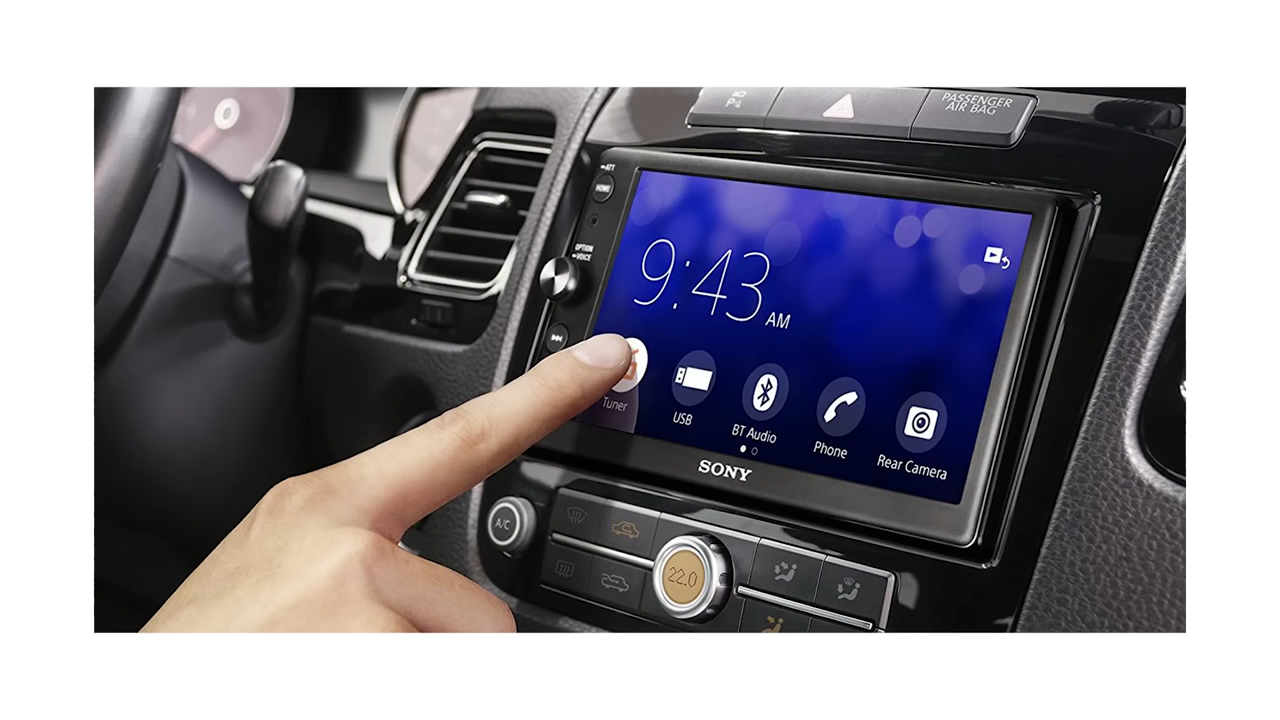 PASSENGER
AIR BAG
ATT
HOME
OPTION
VOICE
9:43 AM
Tuner
USB
BT Audio
Phone
Rear Camera
SONY
A/C
22.0